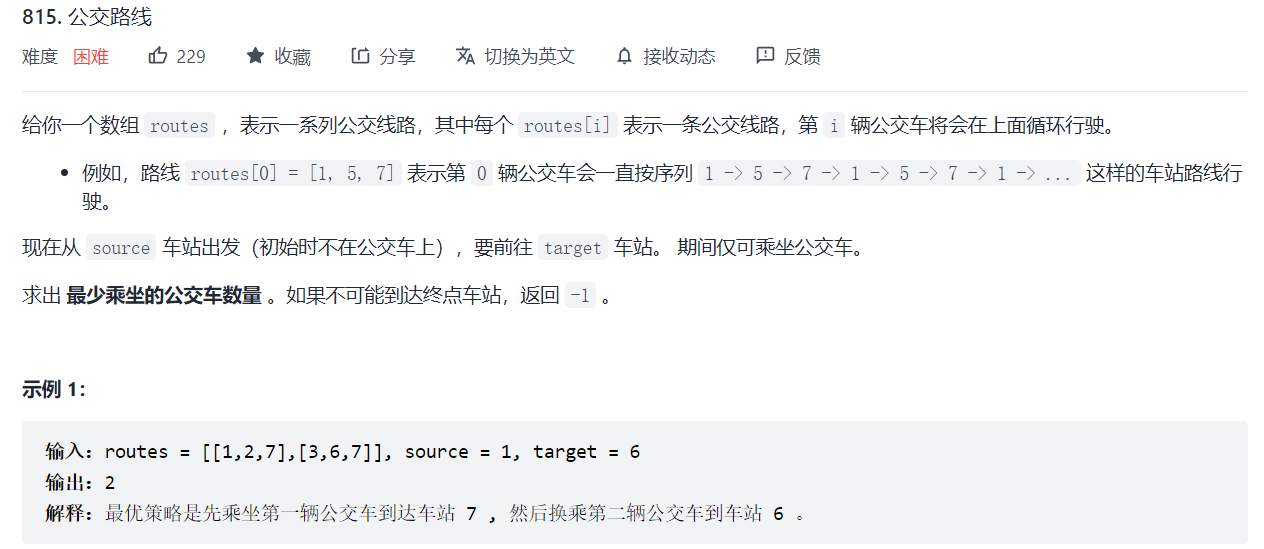 815. 公交路线
难度 困难 229 收藏 分享 切换为英文 接收动态 反馈
给你一个数组 routes ，表示一系列公交线路，其中每个 routes[i] 表示一条公交线路，第 i 辆公交车将会在上面循环行驶。
• 例如，路线 routes[0] = [1, 5, 7] 表示第 0 辆公交车会一直按序列 1 -> 5 -> 7 -> 1 -> 5 -> 7 -> 1 -> ... 这样的车站路线行
驶。
现在从 source 车站出发（初始时不在公交车上），要前往 target 车站。 期间仅可乘坐公交车。
求出 最少乘坐的公交车数量 。如果不可能到达终点车站，返回 -1 。
示例 1：
输入：routes = [[1,2,7],[3,6,7]], source = 1, target = 6
输出：2
解释：最优策略是先乘坐第一辆公交车到达车站 7 , 然后换乘第二辆公交车到车站 6 。